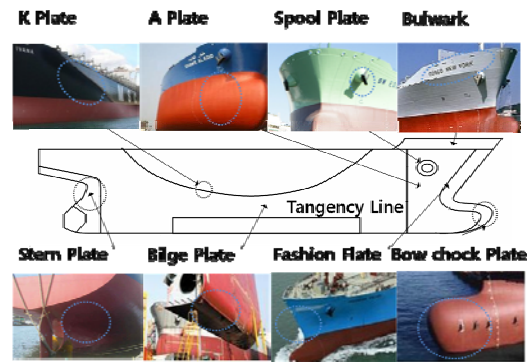 K Plate
A Plate
Spool Plate
Bulwark
Tangency Line
Stern Plate
Bilge Plate
Fashion Flate
Bow chock Plate